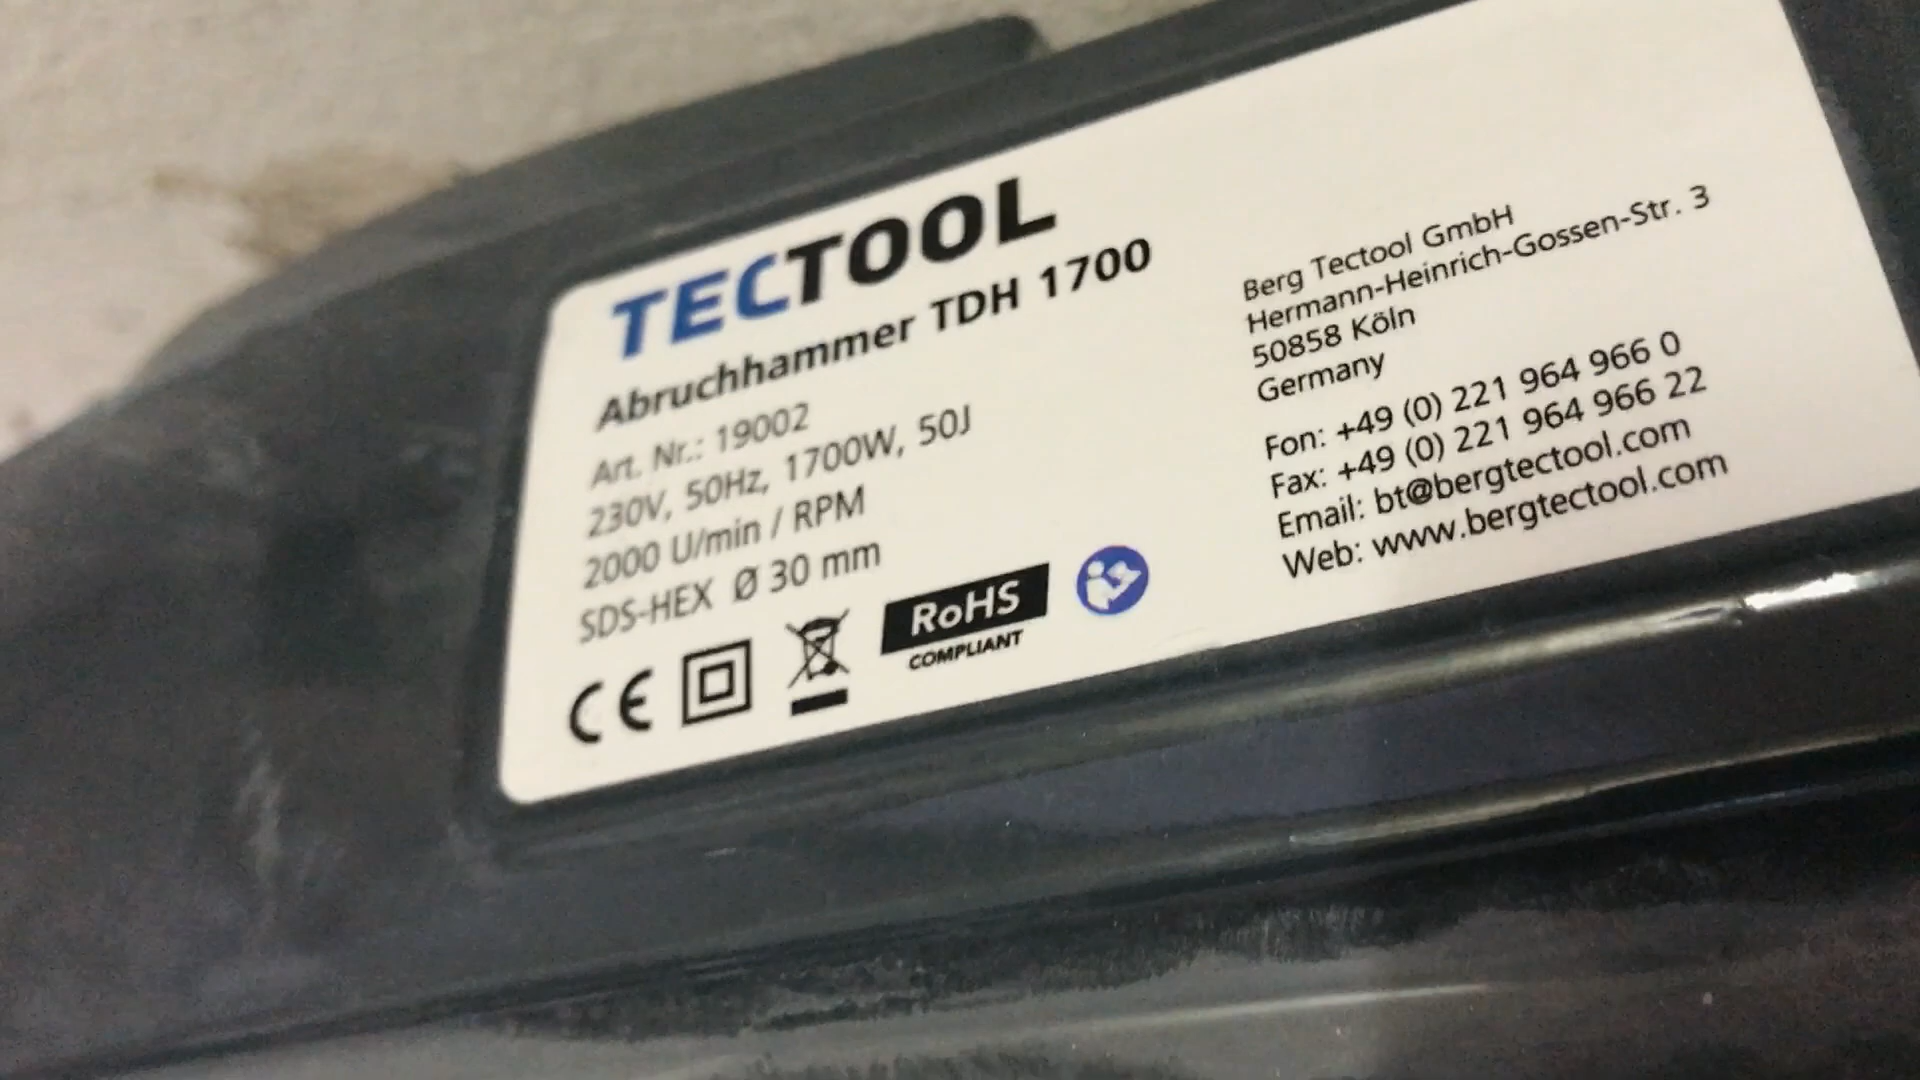 TECTOOL
Abruchhammer TDH 1700
Art. Nr.: 19002
230V, 50Hz, 1700W, 50J
2000 U/min / RPM
SDS-HEX Ø 30 mm
CE
RoHS
COMPLIANT
Berg Tectool GmbH
Hermann-Heinrich-Gossen-Str. 3
50858 Köln
Germany
Fon: +49 (0) 221 964 966 0
Fax: +49 (0) 221 964 966 22
Email: bt@bergtectool.com
Web: www.bergtectool.com